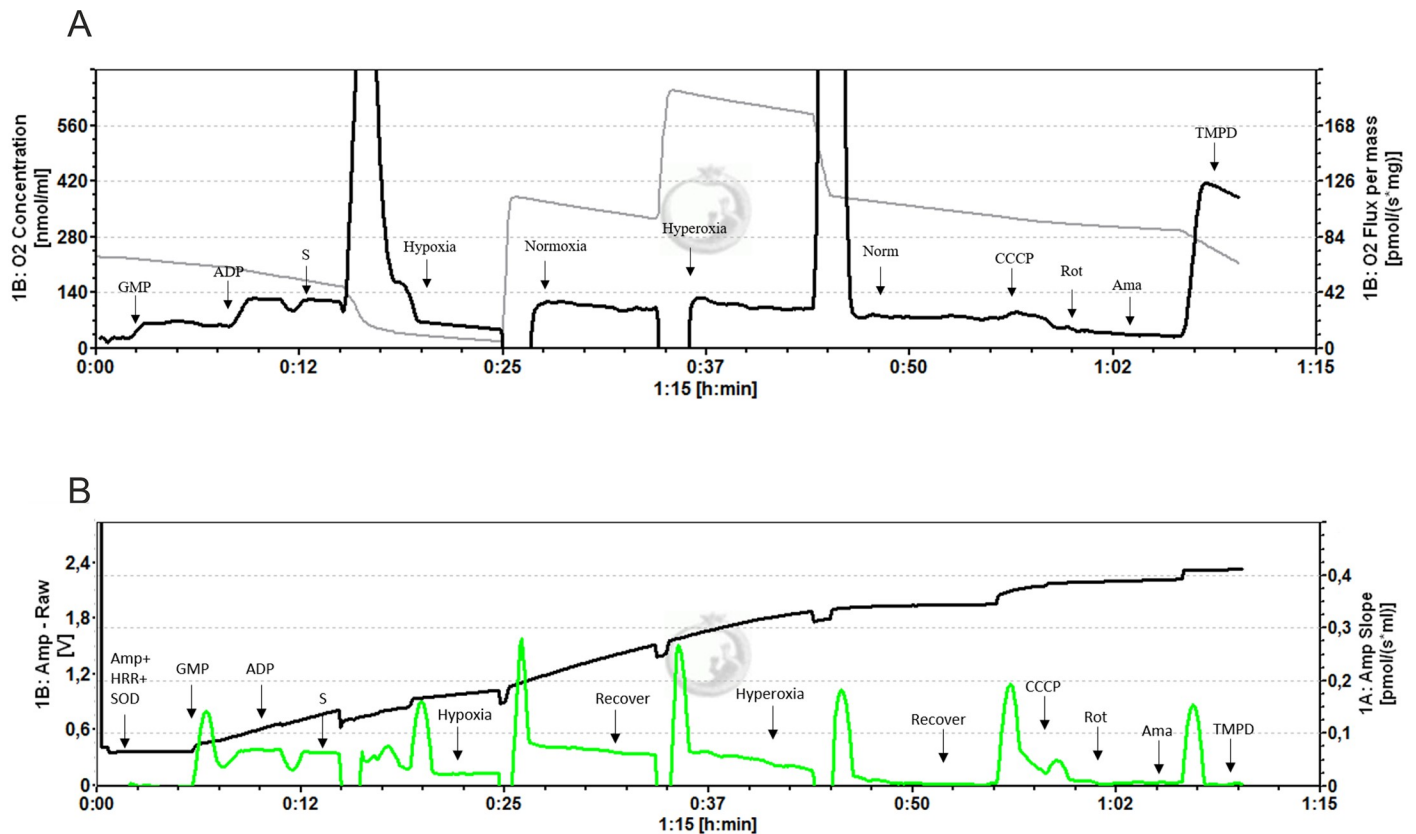 A
1B: O2 Concentration
[nmol/ml]
560
420
280
140
0
168
126
84
42
0
1B: O2 Flux per mass
[pmol/(s*mg)]
GMP
ADP
S
Hypoxia
Normoxia
Hyperoxia
Norm
CCCP
Rot
Ama
TMPD
0:00 0:12 0:25 0:37 0:50 1:02 1:15
1:15 [h:min]
B
1B: Amp - Raw
[V]
2,4
1,8
1,2
0,6
0
0,4
0,3
0,2
0,1
0
1A: Amp Slope
[pmol/(s*ml)]
Amp+
HRR+
SOD
GMP
ADP
S
Hypoxia
Recover
Hyperoxia
Recover
CCCP
Rot
Ama
TMPD
0:00 0:12 0:25 0:37 0:50 1:02 1:15
1:15 [h:min]